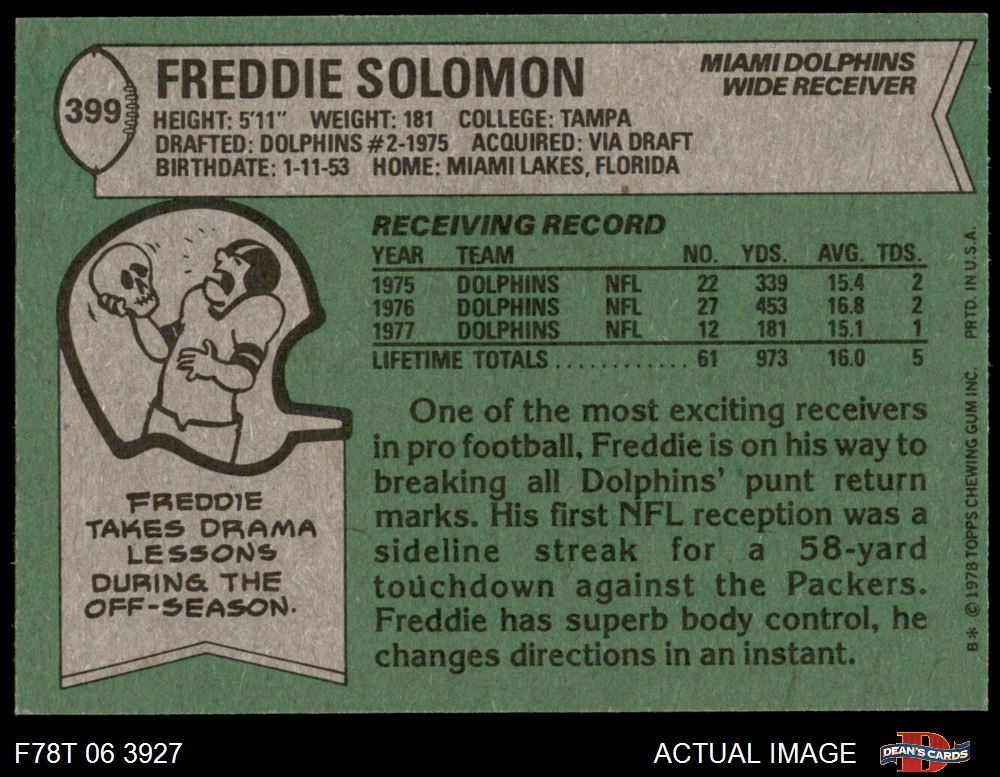 399
FREDDIE SOLOMON
MIAMI DOLPHINS
WIDE RECEIVER
HEIGHT: 5'11" WEIGHT: 181 COLLEGE: TAMPA
DRAFTED: DOLPHINS #2-1975 ACQUIRED: VIA DRAFT
BIRTHDATE: 1-11-53 HOME: MIAMI LAKES, FLORIDA
RECEIVING RECORD
YEAR TEAM NO. YDS. AVG. TDS.
1975 DOLPHINS NFL 22 339 15.4 2
1976 DOLPHINS NFL 27 453 16.8 2
1977 DOLPHINS NFL 12 181 15.1 1
LIFETIME TOTALS ............ 61 973 16.0 5
One of the most exciting receivers
in pro football, Freddie is on his way to
breaking all Dolphins' punt return
marks. His first NFL reception was a
sideline streak for a 58-yard
touchdown against the Packers.
Freddie has superb body control, he
changes directions in an instant.
FREDDIE
TAKES DRAMA
LESSONS
DURING THE
OFF-SEASON.
B* © 1978 TOPPS CHEWING GUM INC. PRTD. IN U.S.A.
F78T 06 3927
ACTUAL IMAGE
D
DEAN'S CARDS